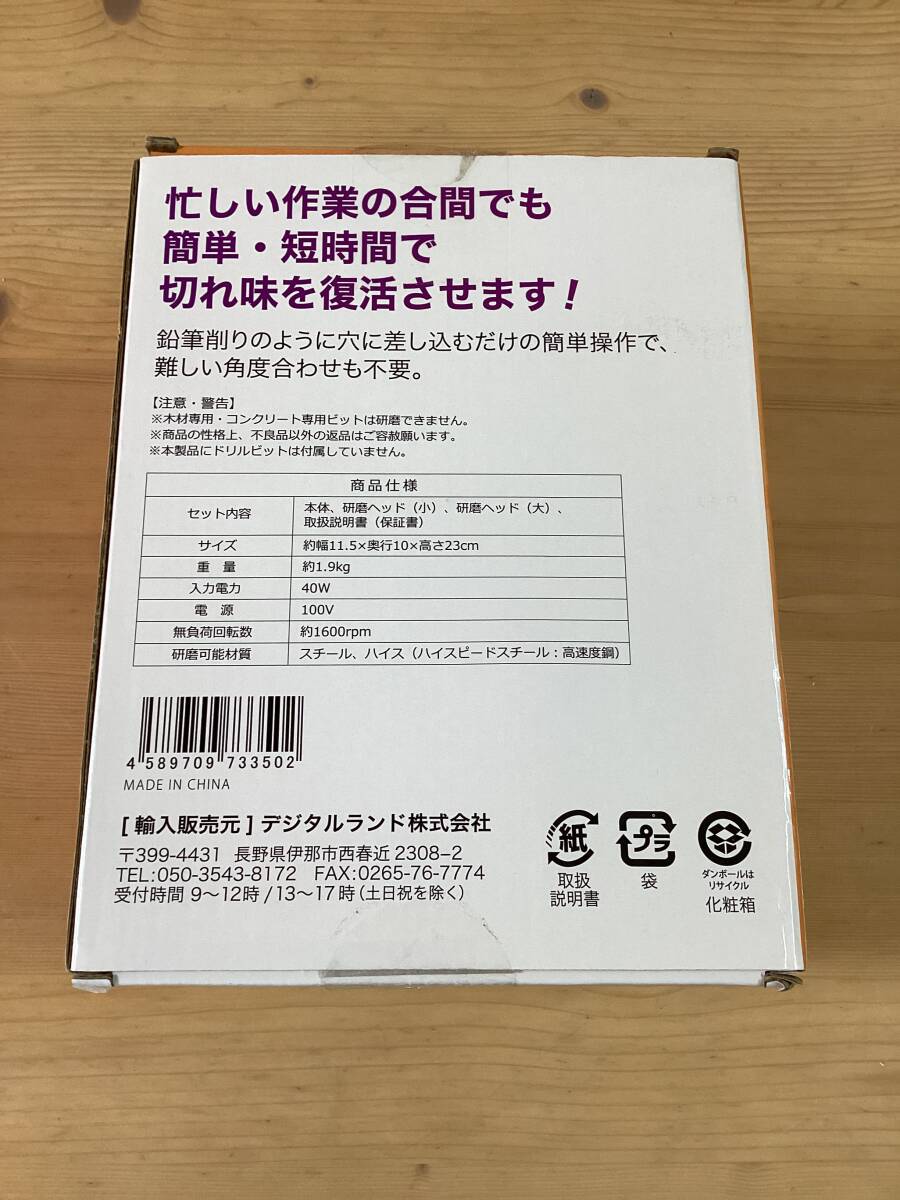 忙しい作業の合間でも
簡単・短時間で
切れ味を復活させます!
鉛筆削りのように穴に差し込むだけの簡単操作で、
難しい角度合わせも不要。
【注意・警告】
※木材専用・コンクリート専用ビットは研磨できません。
※商品の性格上、不良品以外の返品はご容赦願います。
※本製品にドリルビットは付属していません。
商品仕様
セット内容 本体、研磨ヘッド（小）、研磨ヘッド（大）、
取扱説明書（保証書）
サイズ 約幅11.5×奥行10×高さ23cm
重 量 約1.9kg
入力電力 40W
電 源 100V
無負荷回転数 約1600rpm
研磨可能材質 スチール、ハイス（ハイスピードスチール：高速度鋼）
4 589709 733502
MADE IN CHINA
[ 輸入販売元 ] デジタルランド株式会社
〒399-4431 長野県伊那市西春近 2308−2
TEL:050-3543-8172 FAX:0265-76-7774
受付時間 9〜12時 / 13〜17時（土日祝を除く）
紙
取扱
説明書
プラ
袋
ダンボールは
リサイクル
化粧箱